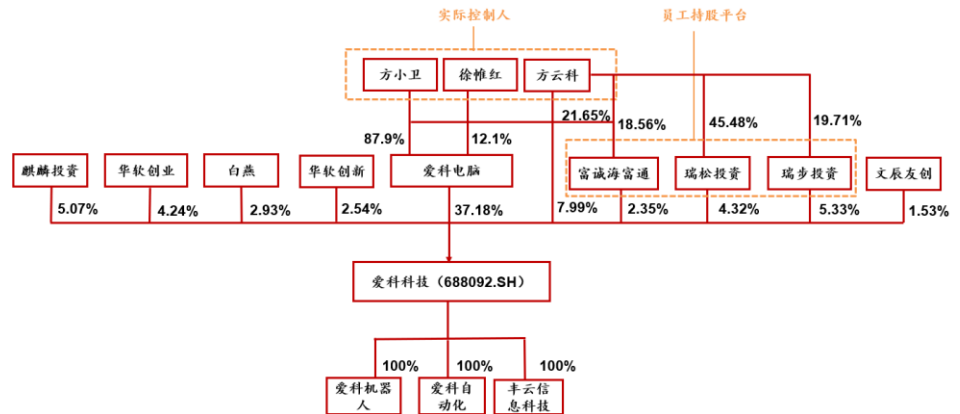 实际控制人
员工持股平台
方小卫
徐帷红
方云科
21.65%
18.56%
45.48%
19.71%
87.9%
12.1%
麒麟投资
华软创业
白燕
华软创新
爱科电脑
富诚海富通
瑞松投资
瑞步投资
文辰友创
5.07%
4.24%
2.93%
2.54%
37.18%
7.99%
2.35%
4.32%
5.33%
1.53%
爱科科技（688092.SH）
100%
100%
100%
爱科机器
人
爱科自
动化
丰云信
息科技